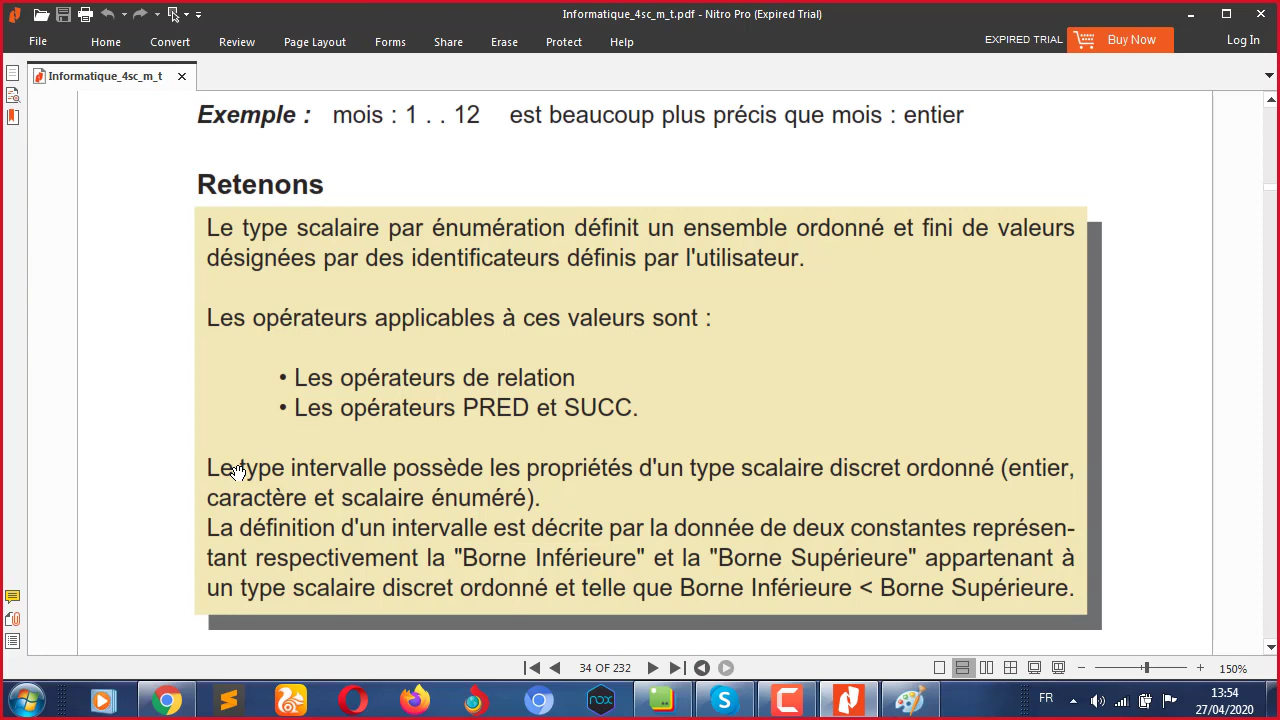 Informatique_4sc_m_t.pdf - Nitro Pro (Expired Trial)
File Home Convert Review Page Layout Forms Share Erase Protect Help EXPIRED TRIAL Buy Now Log In
Informatique_4sc_m_t
Exemple : mois : 1 . . 12 est beaucoup plus précis que mois : entier
Retenons
Le type scalaire par énumération définit un ensemble ordonné et fini de valeurs
désignées par des identificateurs définis par l'utilisateur.
Les opérateurs applicables à ces valeurs sont :
• Les opérateurs de relation
• Les opérateurs PRED et SUCC.
Le type intervalle possède les propriétés d'un type scalaire discret ordonné (entier,
caractère et scalaire énuméré).
La définition d'un intervalle est décrite par la donnée de deux constantes représen-
tant respectivement la "Borne Inférieure" et la "Borne Supérieure" appartenant à
un type scalaire discret ordonné et telle que Borne Inférieure < Borne Supérieure.
34 OF 232
150%
nox
FR
13:54
27/04/2020